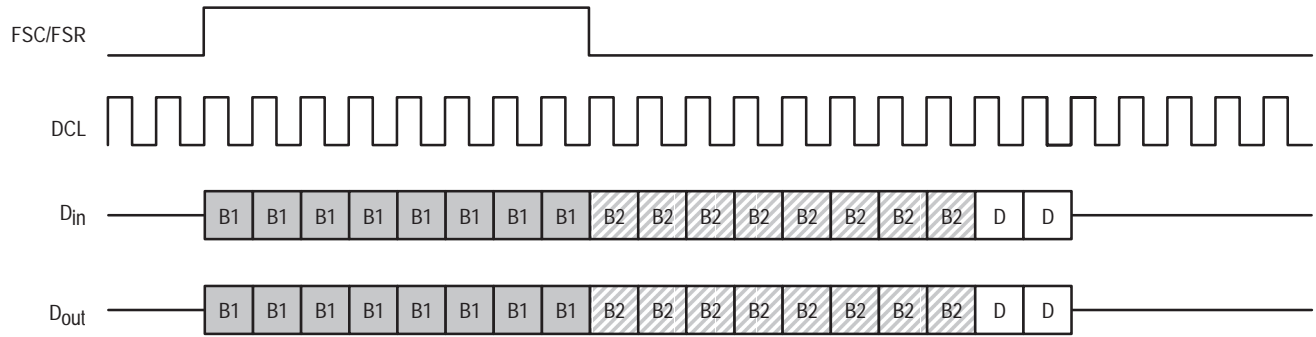 FSC/FSR
DCL
Din B1 B1 B1 B1 B1 B1 B1 B1 B2 B2 B2 B2 B2 B2 B2 B2 D D
Dout B1 B1 B1 B1 B1 B1 B1 B1 B2 B2 B2 B2 B2 B2 B2 B2 D D